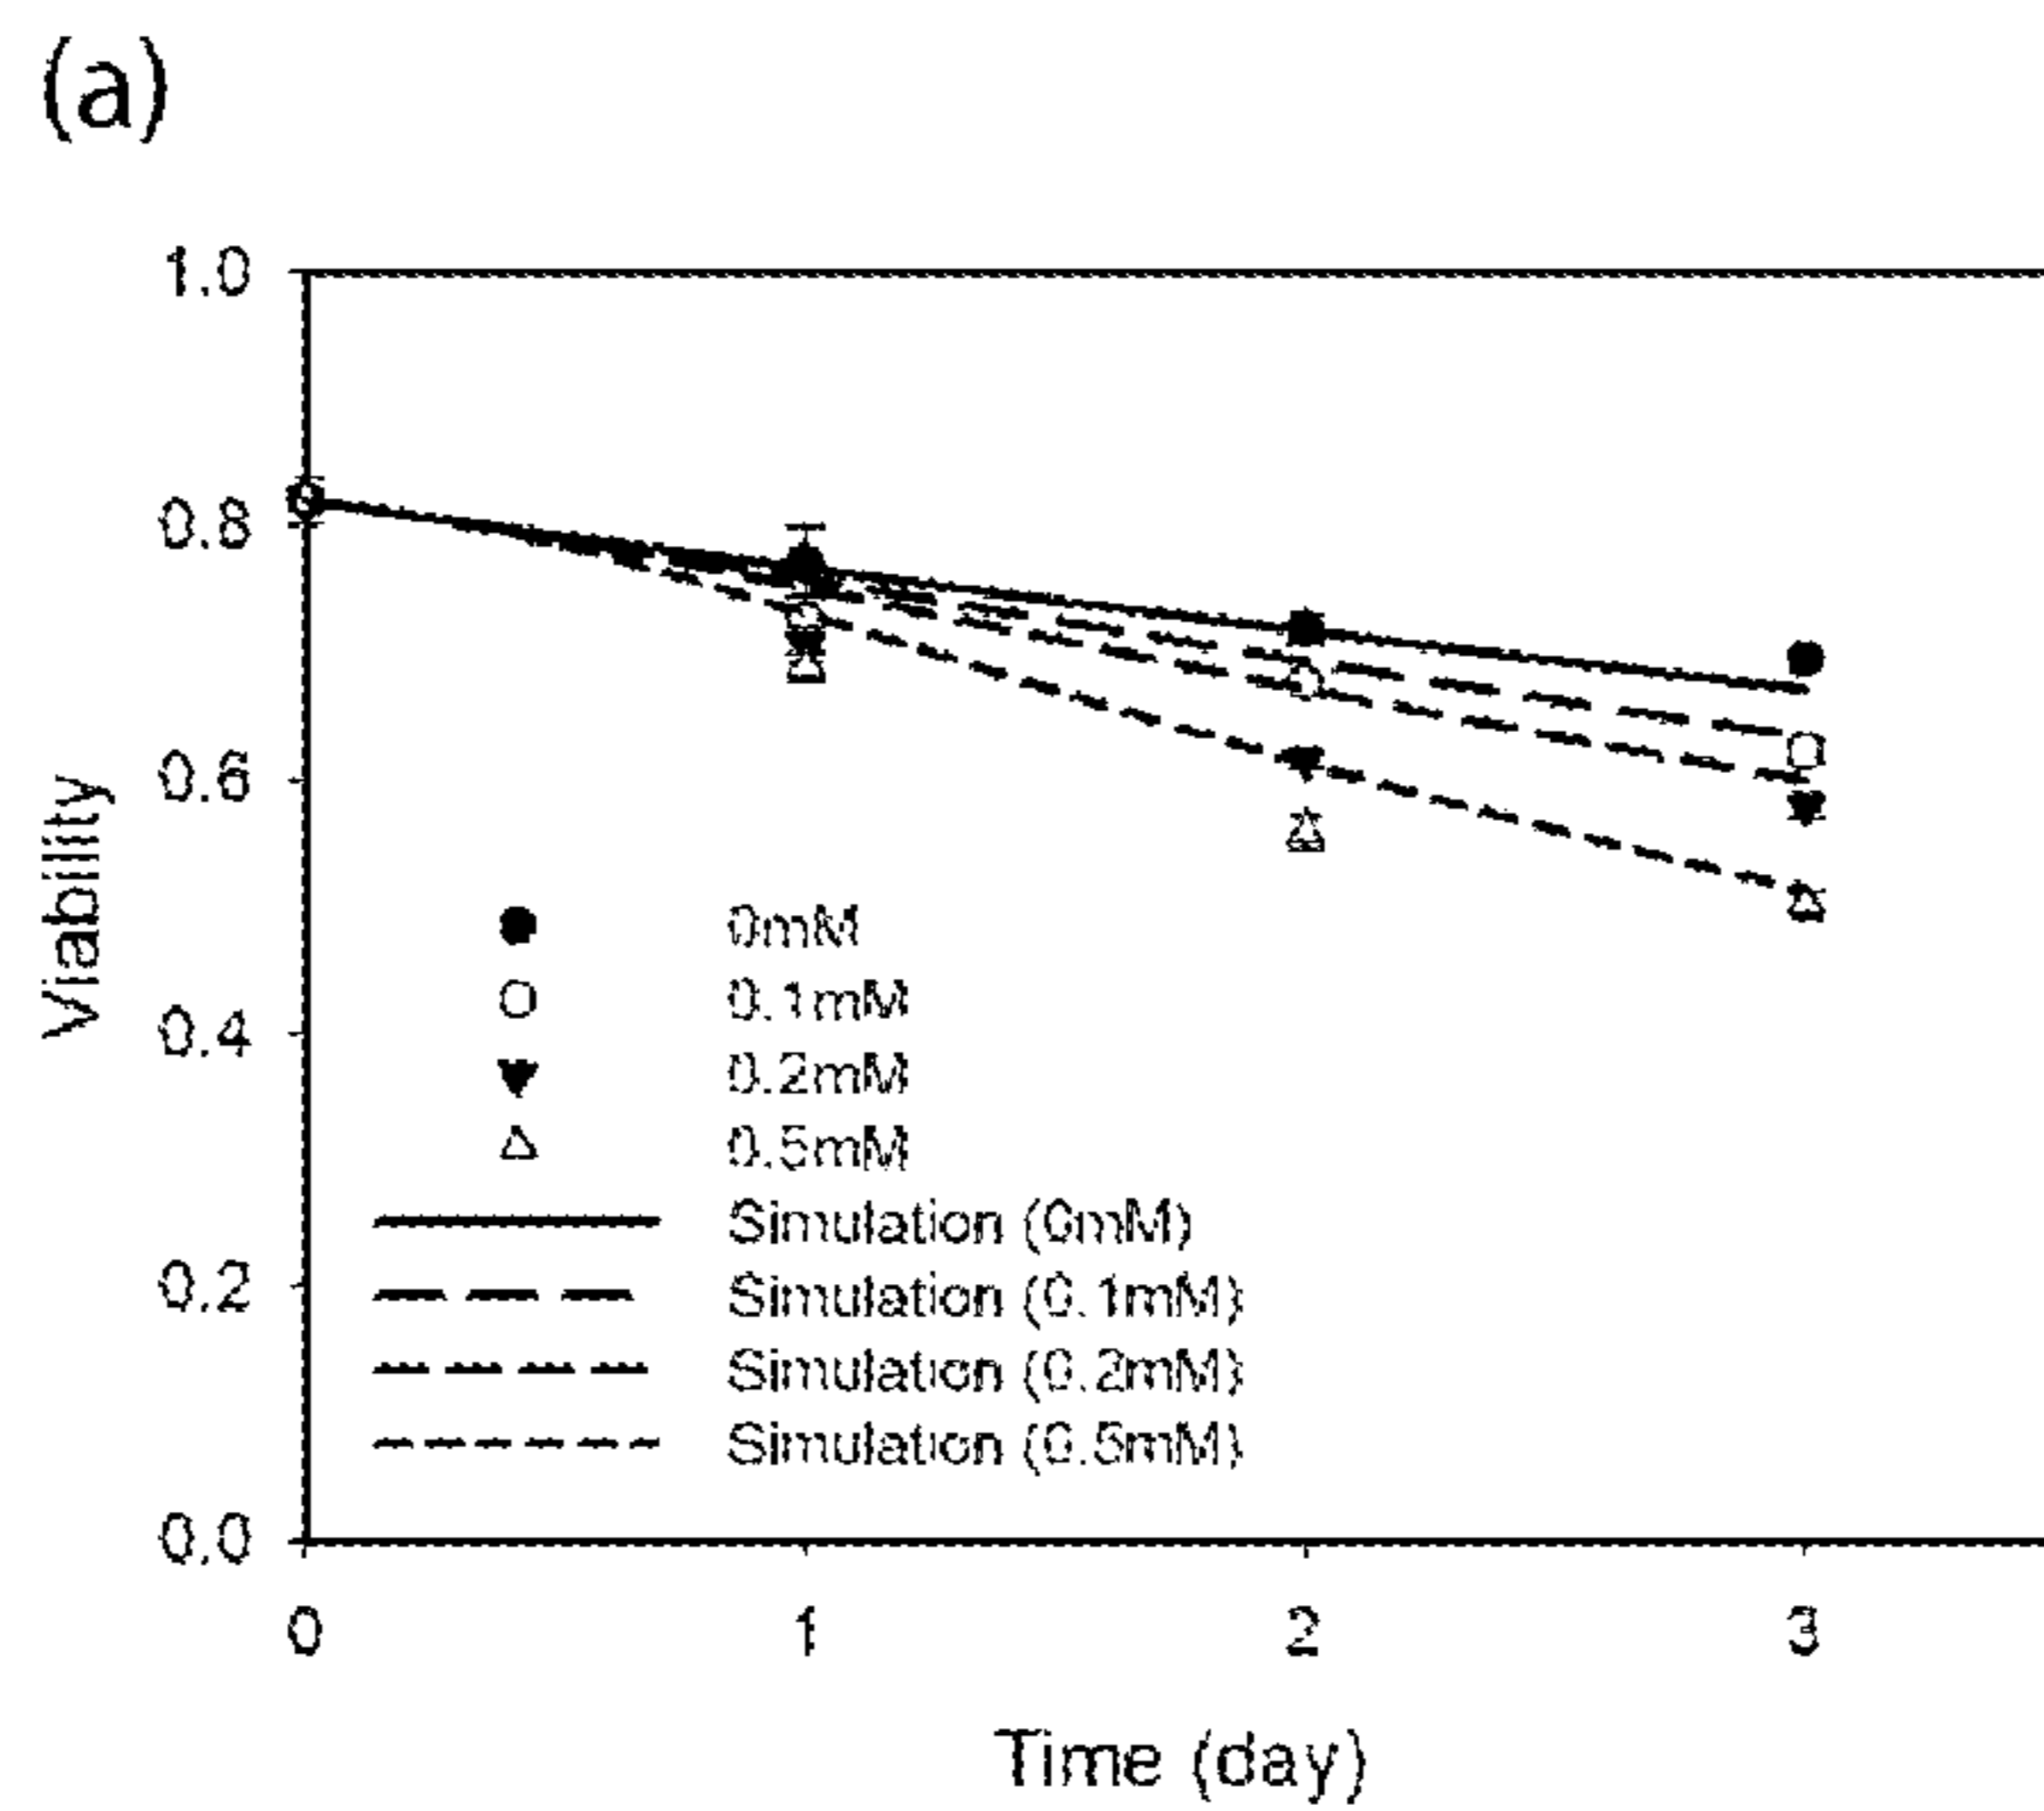 (a)
1.0
0.8
0.6
0.4
0.2
0.0
Viability
0mM
0.1mM
0.2mM
0.5mM
Simulation (0mM)
Simulation (0.1mM)
Simulation (0.2mM)
Simulation (0.5mM)
0 1 2 3
Time (day)